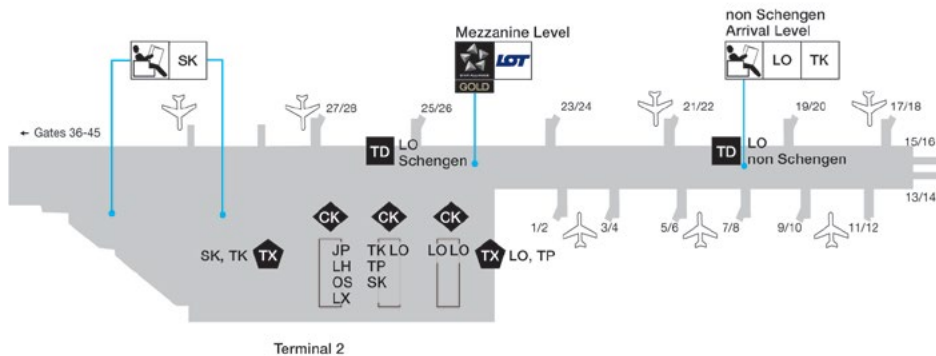 non Schengen
Arrival Level
Mezzanine Level
SK
STAR ALLIANCE
GOLD
LOT
LO TK
27/28
25/26
23/24
21/22
19/20
17/18
← Gates 36-45
TD LO
Schengen
TD LO
non Schengen
15/16
13/14
1/2
3/4
5/6
7/8
9/10
11/12
CK
CK
CK
SK, TK TX
JP
LH
OS
LX
TK LO
TP
SK
LO LO
TX LO, TP
Terminal 2